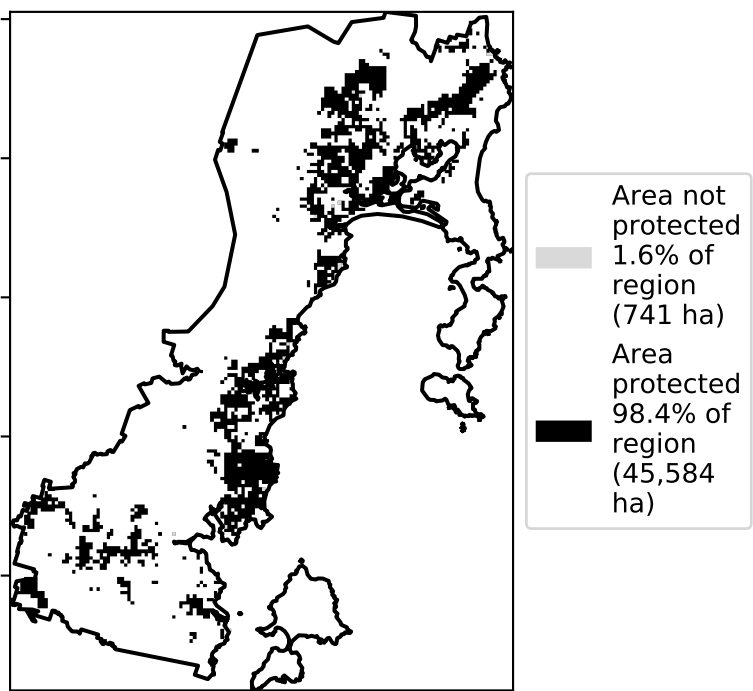 Area not
protected
1.6% of
region
(741 ha)
Area
protected
98.4% of
region
(45,584
ha)